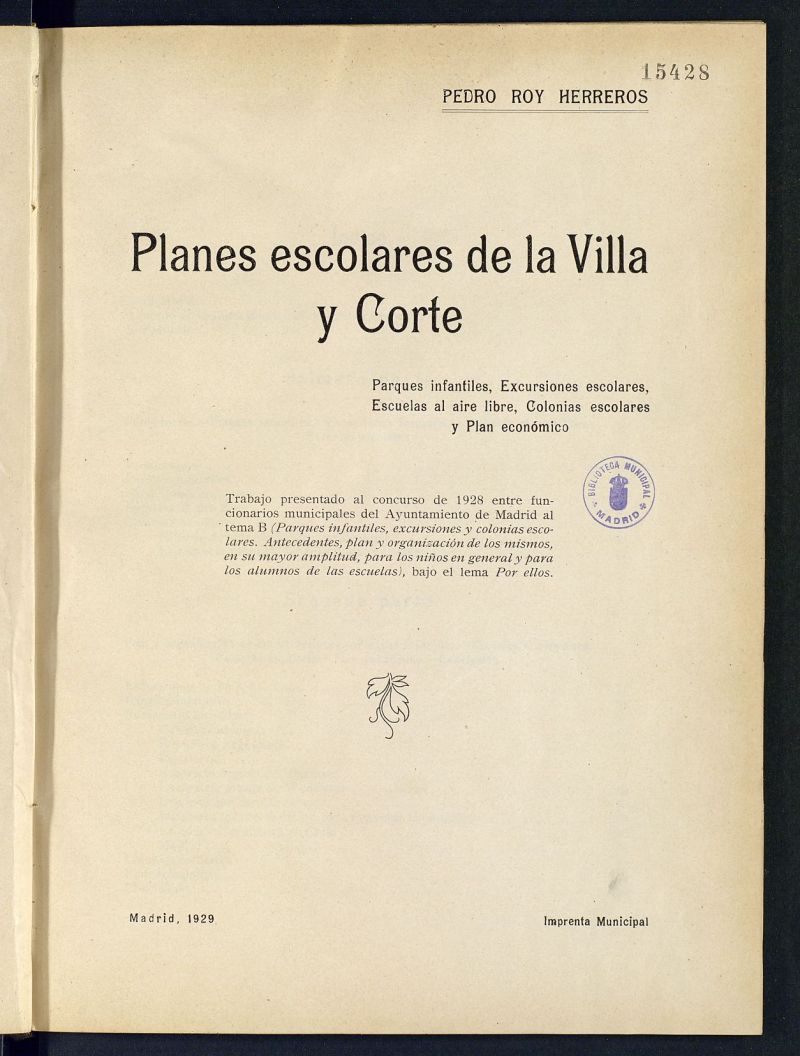 15428
PEDRO ROY HERREROS
Planes escolares de la Villa
y Corte
Parques infantiles, Excursiones escolares,
Escuelas al aire libre, Colonias escolares
y Plan económico
BIBLIOTECA MUNICIPAL
MADRID
Trabajo presentado al concurso de 1928 entre fun-
cionarios municipales del Ayuntamiento de Madrid al
tema B (Parques infantiles, excursiones y colonias esco-
lares. Antecedentes, plan y organización de los mismos,
en su mayor amplitud, para los niños en general y para
los alumnos de las escuelas), bajo el lema Por ellos.
Madrid, 1929
Imprenta Municipal